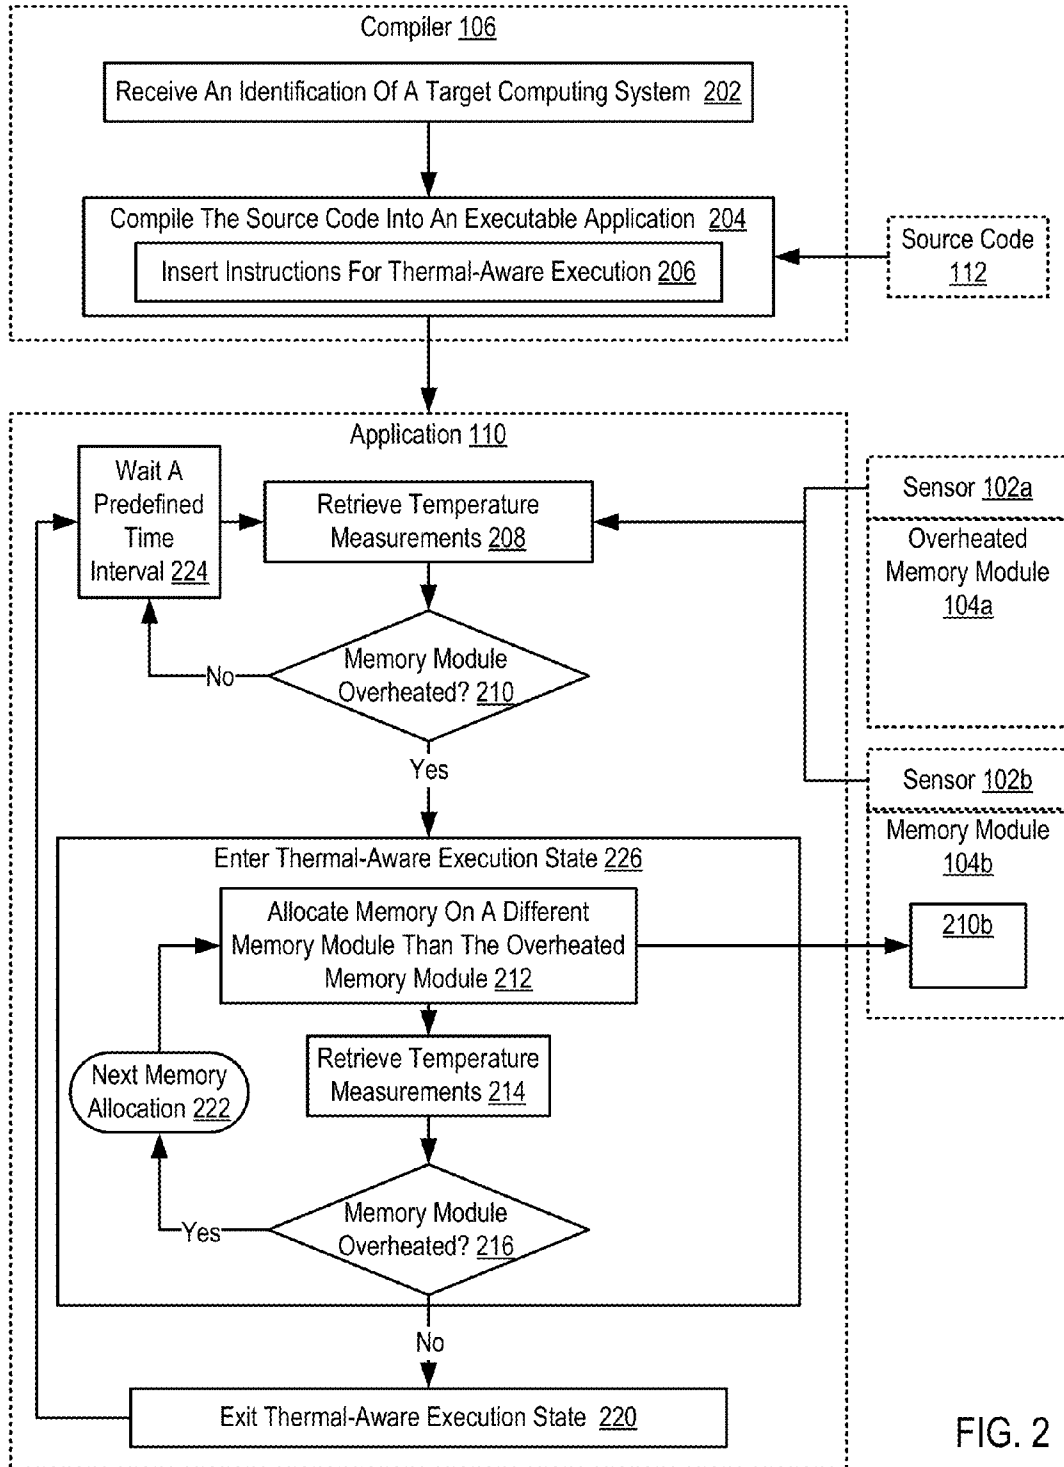 Compiler 106
Receive An Identification Of A Target Computing System 202
Compile The Source Code Into An Executable Application 204
Insert Instructions For Thermal-Aware Execution 206
Source Code
112
Application 110
Wait A
Predefined
Time
Interval 224
Retrieve Temperature
Measurements 208
Sensor 102a
Overheated
Memory Module
104a
Memory Module
Overheated? 210
No
Yes
Sensor 102b
Memory Module
104b
210b
Enter Thermal-Aware Execution State 226
Allocate Memory On A Different
Memory Module Than The Overheated
Memory Module 212
Retrieve Temperature
Measurements 214
Next Memory
Allocation 222
Memory Module
Overheated? 216
Yes
No
Exit Thermal-Aware Execution State 220
FIG. 2